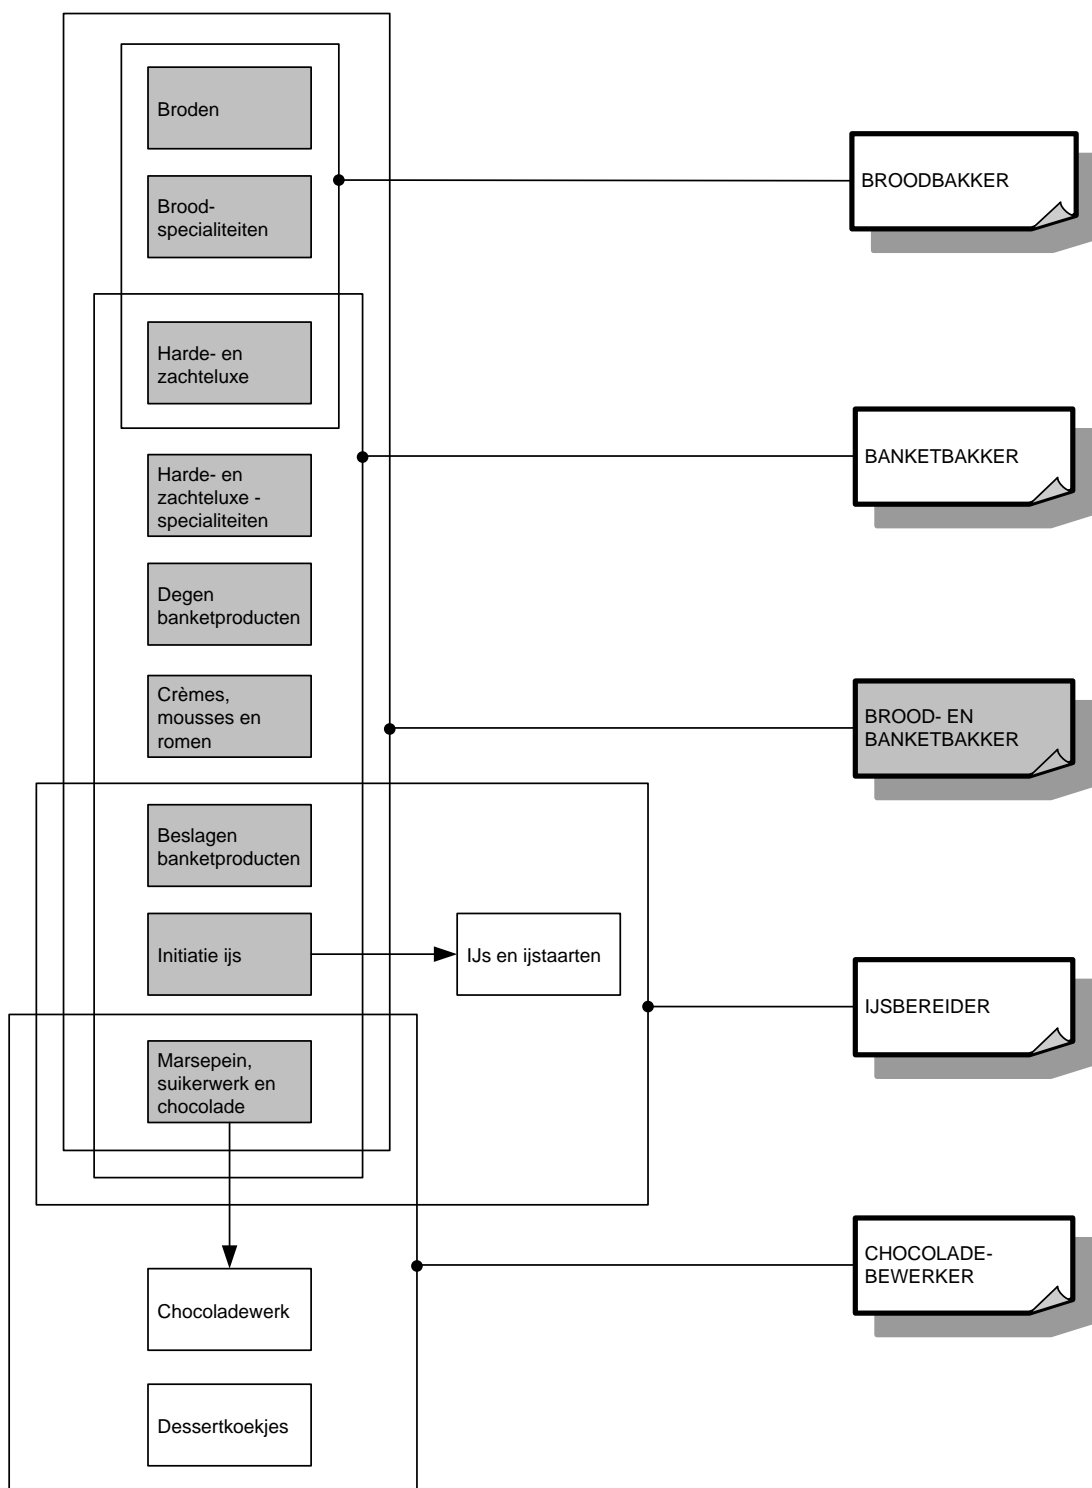 Broden
Brood-
specialiteiten
Harde- en
zachteluxe
Harde- en
zachteluxe -
specialiteiten
Degen
banketproducten
Crèmes,
mousses en
romen
Beslagen
banketproducten
Initiatie ijs
IJs en ijstaarten
Marsepein,
suikerwerk en
chocolade
Chocoladewerk
Dessertkoekjes
BROODBAKKER
BANKETBAKKER
BROOD- EN
BANKETBAKKER
IJSBEREIDER
CHOCOLADE-
BEWERKER